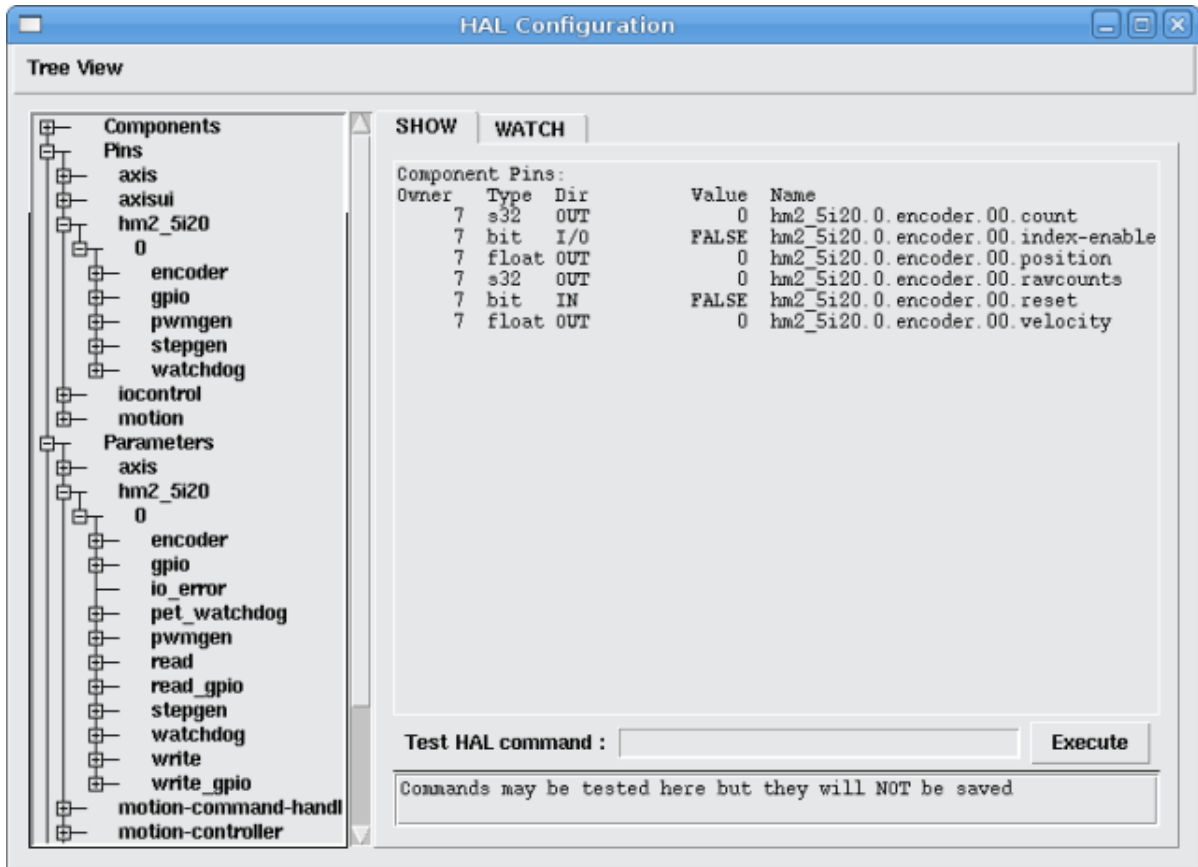 HAL Configuration
Tree View
Components
Pins
axis
axisui
hm2_5i20
0
encoder
gpio
pwmgen
stepgen
watchdog
iocontrol
motion
Parameters
axis
hm2_5i20
0
encoder
gpio
io_error
pet_watchdog
pwmgen
read
read_gpio
stepgen
watchdog
write
write_gpio
motion-command-handl
motion-controller
SHOW WATCH
Component Pins:
Owner Type Dir Value Name
7 s32 OUT 0 hm2_5i20.0.encoder.00.count
7 bit I/O FALSE hm2_5i20.0.encoder.00.index-enable
7 float OUT 0 hm2_5i20.0.encoder.00.position
7 s32 OUT 0 hm2_5i20.0.encoder.00.rawcounts
7 bit IN FALSE hm2_5i20.0.encoder.00.reset
7 float OUT 0 hm2_5i20.0.encoder.00.velocity
Test HAL command : Execute
Commands may be tested here but they will NOT be saved